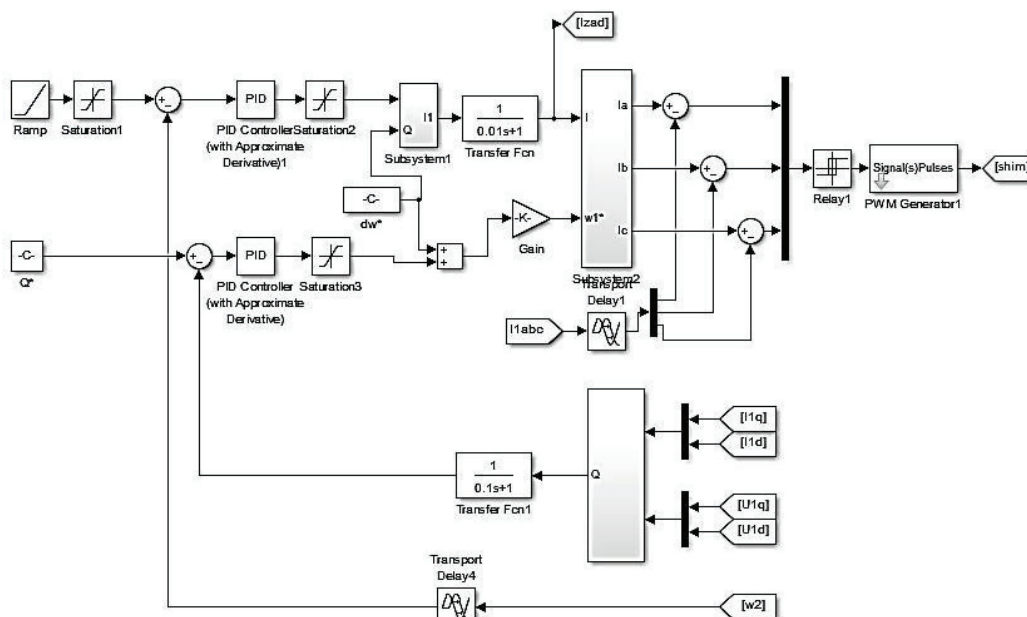 [Izad]
PID
Ramp
Saturation1
PID Controller
(with Approximate
Derivative)1
Saturation2
Q
I1
Subsystem1
1
0.01s+1
Transfer Fcn
I
w1*
Ia
Ib
Ic
Subsystem2
Relay1
Signal(s)Pulses
PWM Generator1
[shim]
-C-
dw*
+
+
-K-
Gain
-C-
Q*
PID
PID Controller
(with Approximate
Derivative)
Saturation3
Transport
Delay1
I1abc
[I1q]
[I1d]
Q
1
0.1s+1
Transfer Fcn1
[U1q]
[U1d]
Transport
Delay4
[w2]